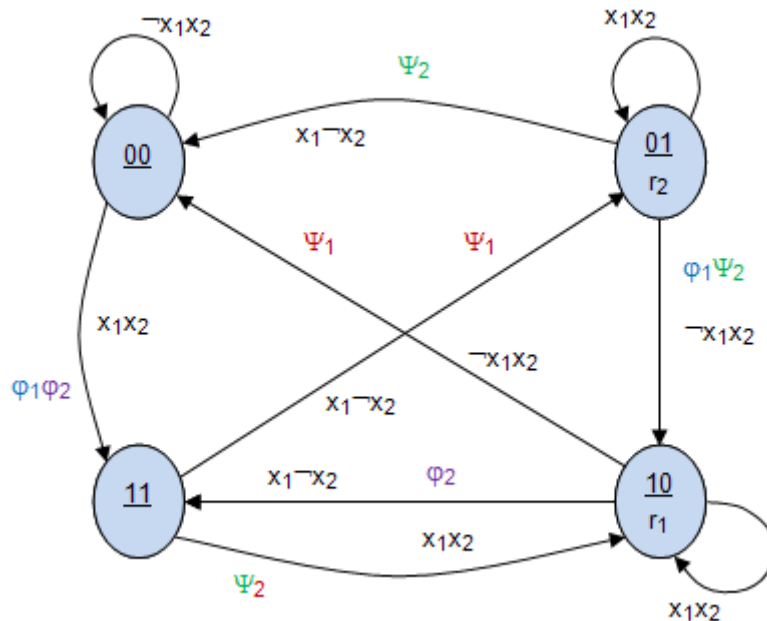 ¬x₁x₂
x₁x₂
Ψ₂
x₁¬x₂
00
01
r₂
Ψ₁
Ψ₁
φ₁Ψ₂
x₁x₂
¬x₁x₂
¬x₁x₂
φ₁φ₂
x₁¬x₂
x₁¬x₂
φ₂
11
10
r₁
x₁x₂
Ψ₂
x₁x₂